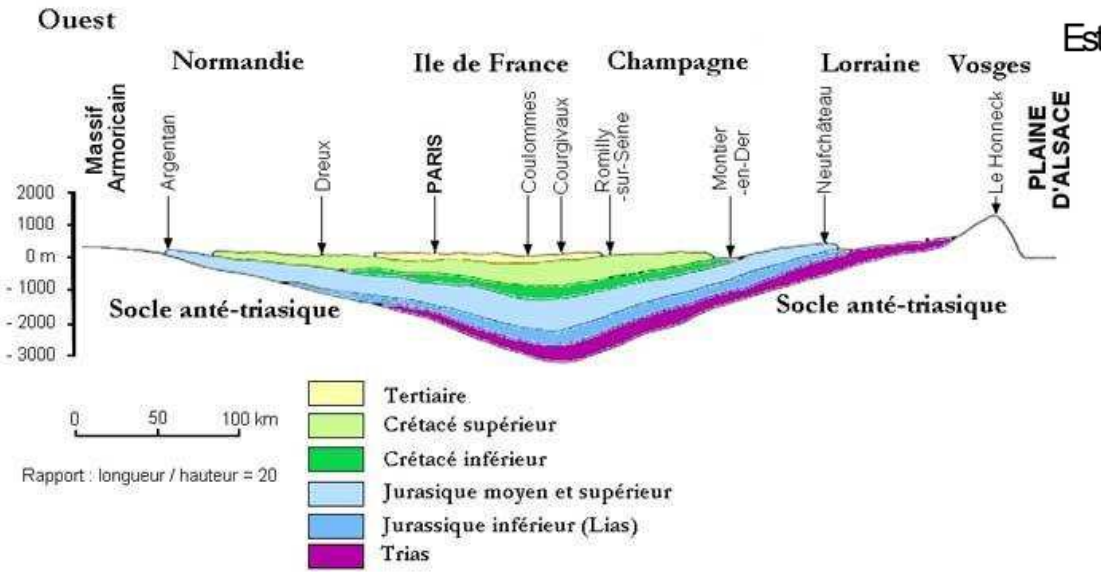 Ouest
Est
Normandie
Ile de France
Champagne
Lorraine
Vosges
Massif
Armoricain
Argentan
Dreux
PARIS
Coulommes
Courgivaux
Romilly
-sur-Seine
Montier
-en-Der
Neufchâteau
Le Honneck
PLAINE
D'ALSACE
2000
1000
0 m
- 1000
- 2000
- 3000
Socle anté-triasique
Socle anté-triasique
0 50 100 km
Rapport : longueur / hauteur = 20
Tertiaire
Crétacé supérieur
Crétacé inférieur
Jurasique moyen et supérieur
Jurassique inférieur (Lias)
Trias